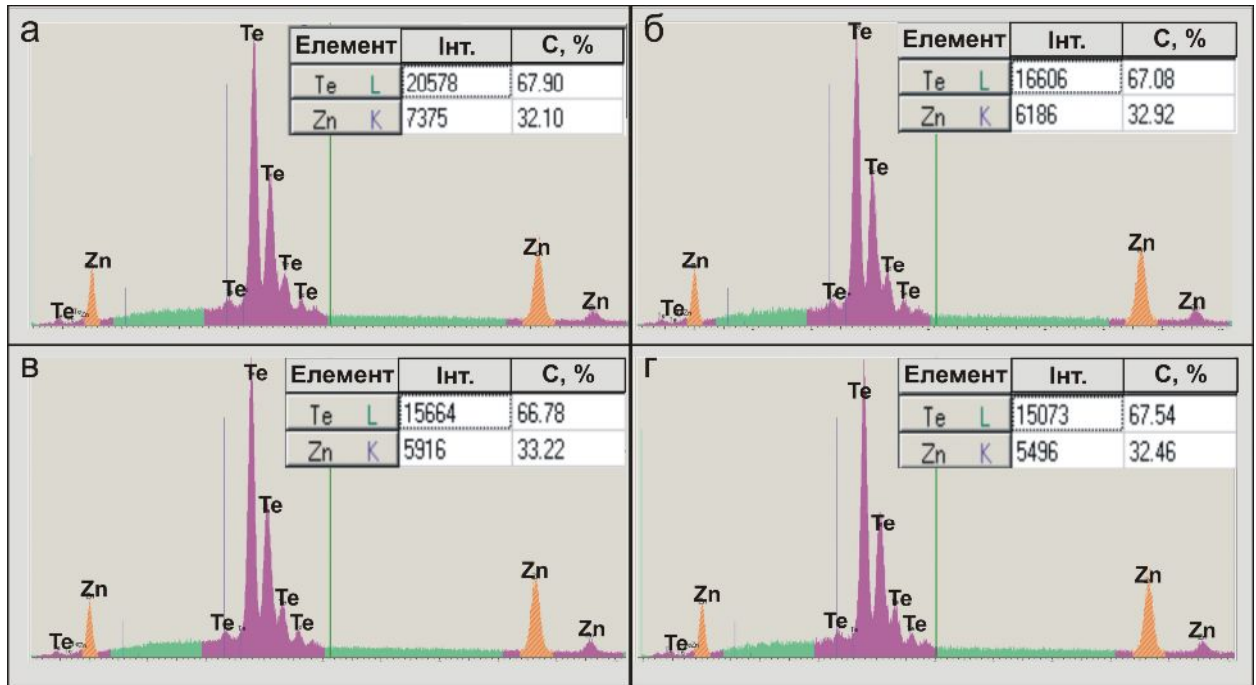 а
Te
Елемент Інт. C, %
Te L 20578 67.90
Zn K 7375 32.10
Te
Zn
Zn
Te
Te
Te
Zn
б
Te
Елемент Інт. C, %
Te L 16606 67.08
Zn K 6186 32.92
Te
Zn
Zn
Te
Te
Te
Zn
в
Te
Елемент Інт. C, %
Te L 15664 66.78
Zn K 5916 33.22
Te
Zn
Zn
Te
Te
Te
Te
Zn
г
Te
Елемент Інт. C, %
Te L 15073 67.54
Zn K 5496 32.46
Te
Zn
Zn
Te
Te
Te
Te
Zn